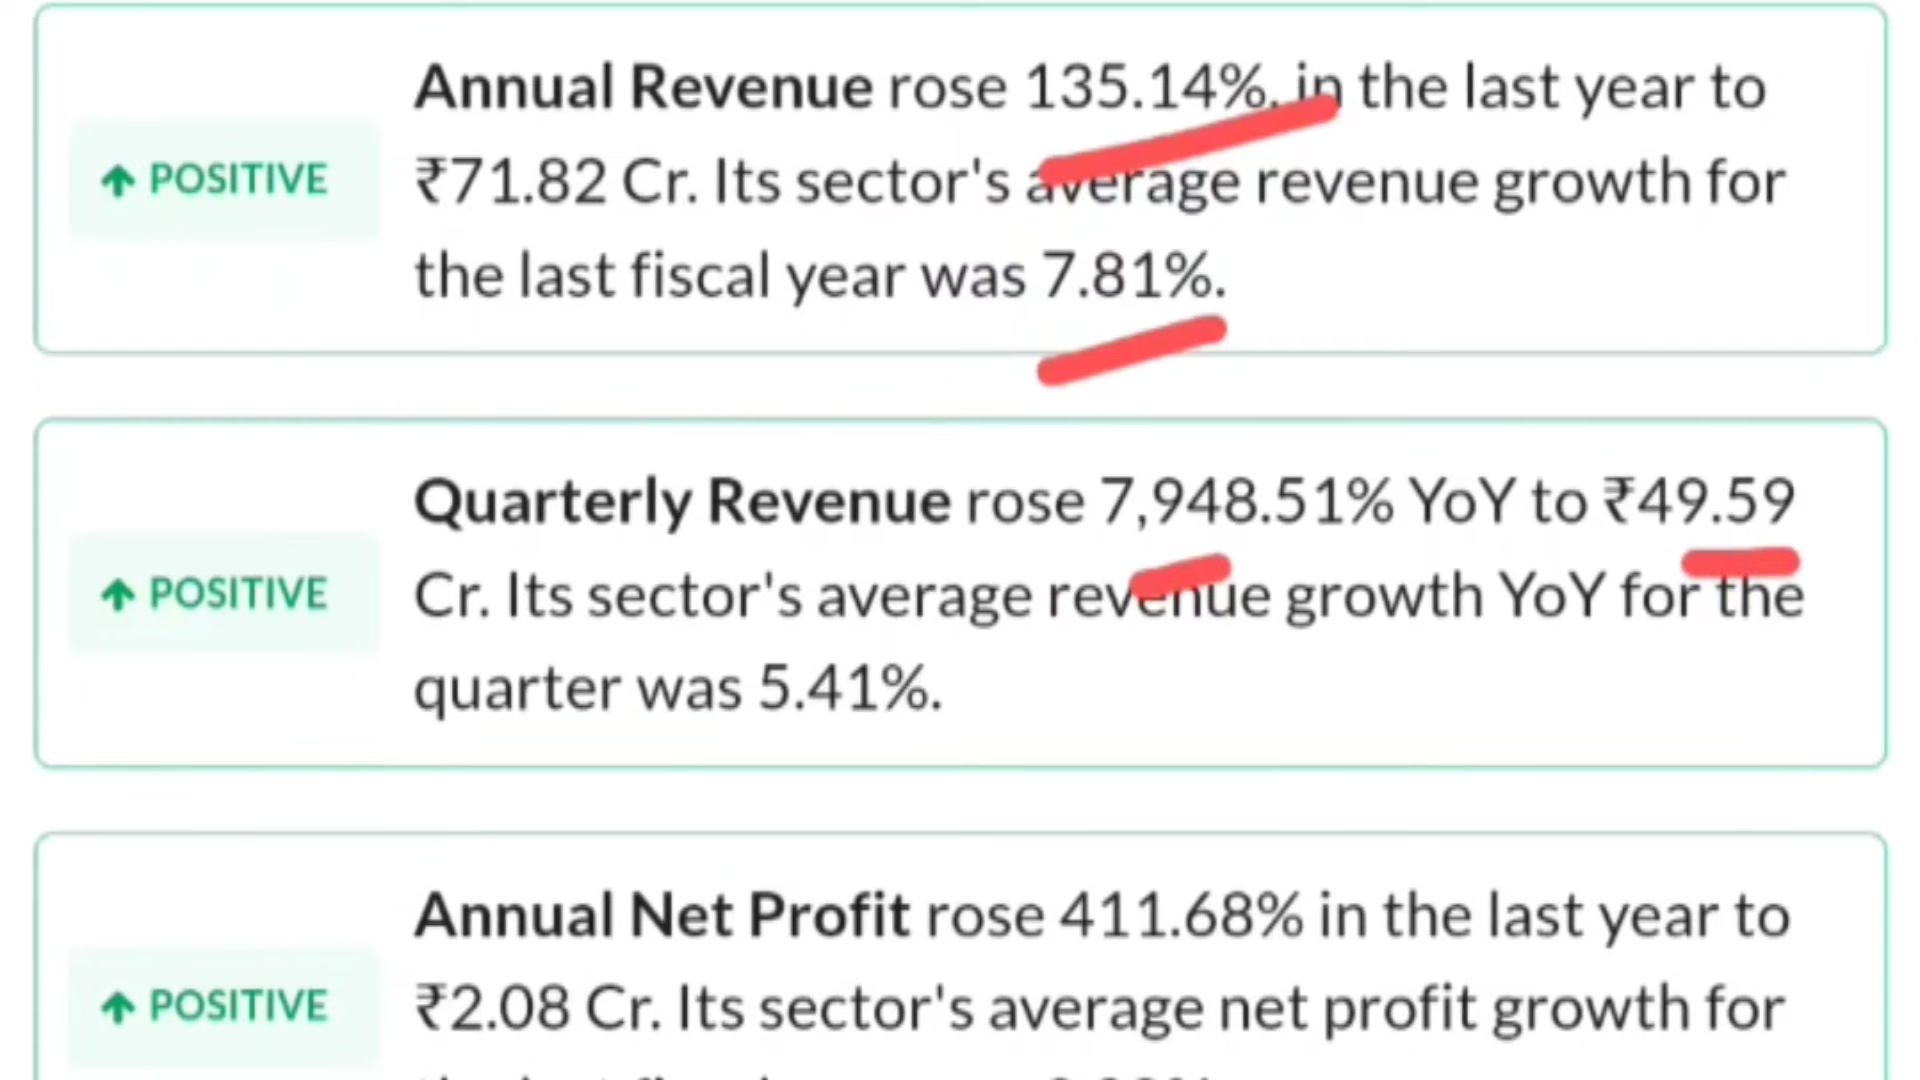 Annual Revenue rose 135.14%, in the last year to
↑ POSITIVE
₹71.82 Cr. Its sector's average revenue growth for
the last fiscal year was 7.81%.
Quarterly Revenue rose 7,948.51% YoY to ₹49.59
↑ POSITIVE
Cr. Its sector's average revenue growth YoY for the
quarter was 5.41%.
Annual Net Profit rose 411.68% in the last year to
↑ POSITIVE
₹2.08 Cr. Its sector's average net profit growth for